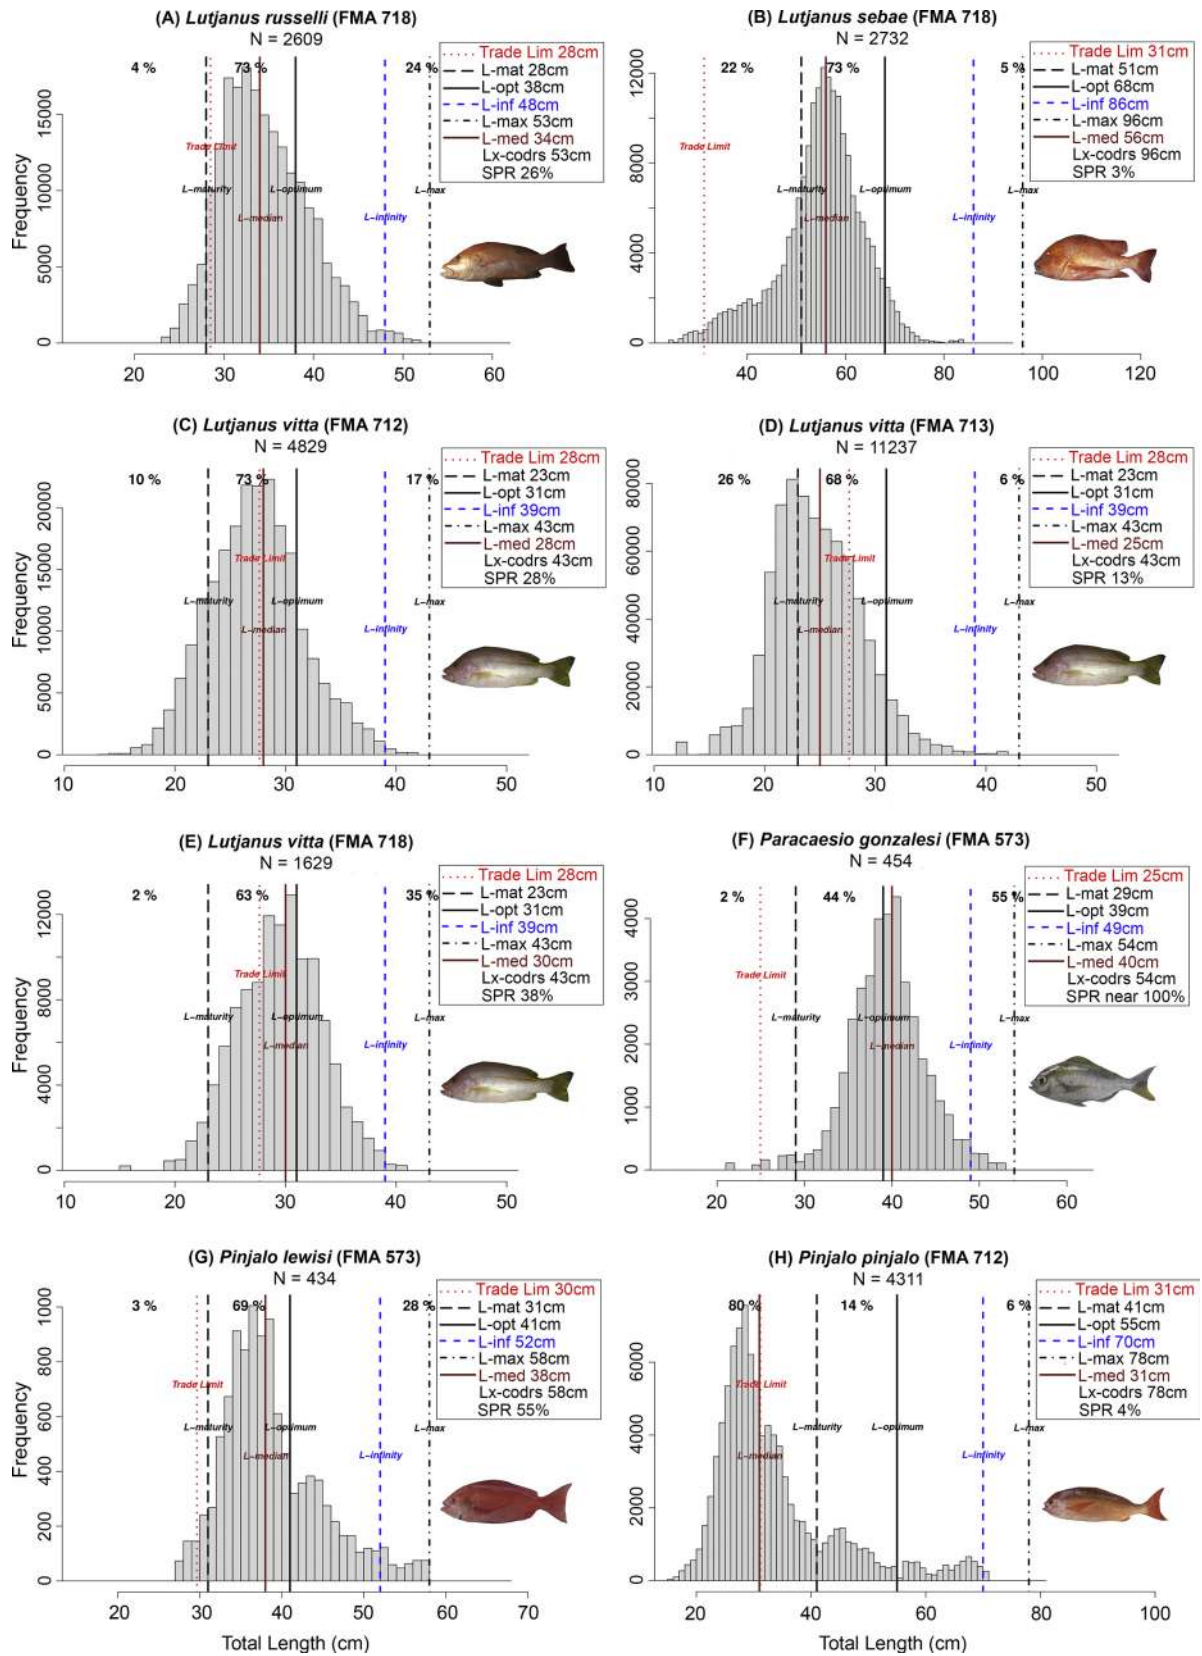 (A) Lutjanus russelli (FMA 718)
N = 2609
4 %
73 %
24 %
Trade Lim 28cm
L-mat 28cm
L-opt 38cm
L-inf 48cm
L-max 53cm
L-med 34cm
Lx-codrs 53cm
SPR 26%
Trade Limit
L-maturity
L-optimum
L-max
L-median
L-infinity
Frequency
0
5000
10000
15000
20
30
40
50
60
(B) Lutjanus sebae (FMA 718)
N = 2732
22 %
73 %
5 %
Trade Lim 31cm
L-mat 51cm
L-opt 68cm
L-inf 86cm
L-max 96cm
L-med 56cm
Lx-codrs 96cm
SPR 3%
Trade Limit
L-maturity
L-optimum
L-max
L-median
L-infinity
0
4000
8000
12000
40
60
80
100
120
(C) Lutjanus vitta (FMA 712)
N = 4829
10 %
73 %
17 %
Trade Lim 28cm
L-mat 23cm
L-opt 31cm
L-inf 39cm
L-max 43cm
L-med 28cm
Lx-codrs 43cm
SPR 28%
Trade Limit
L-maturity
L-optimum
L-max
L-median
L-infinity
Frequency
0
5000
10000
15000
20000
10
20
30
40
50
(D) Lutjanus vitta (FMA 713)
N = 11237
26 %
68 %
6 %
Trade Lim 28cm
L-mat 23cm
L-opt 31cm
L-inf 39cm
L-max 43cm
L-med 25cm
Lx-codrs 43cm
SPR 13%
Trade Limit
L-maturity
L-optimum
L-max
L-median
L-infinity
0
20000
40000
60000
80000
10
20
30
40
50
(E) Lutjanus vitta (FMA 718)
N = 1629
2 %
63 %
35 %
Trade Lim 28cm
L-mat 23cm
L-opt 31cm
L-inf 39cm
L-max 43cm
L-med 30cm
Lx-codrs 43cm
SPR 38%
Trade Limit
L-maturity
L-optimum
L-max
L-median
L-infinity
Frequency
0
4000
8000
12000
10
20
30
40
50
(F) Paracaesio gonzalesi (FMA 573)
N = 454
2 %
44 %
55 %
Trade Lim 25cm
L-mat 29cm
L-opt 39cm
L-inf 49cm
L-max 54cm
L-med 40cm
Lx-codrs 54cm
SPR near 100%
Trade Limit
L-maturity
L-optimum
L-max
L-median
L-infinity
0
1000
2000
3000
4000
20
30
40
50
60
(G) Pinjalo lewisi (FMA 573)
N = 434
3 %
69 %
28 %
Trade Lim 30cm
L-mat 31cm
L-opt 41cm
L-inf 52cm
L-max 58cm
L-med 38cm
Lx-codrs 58cm
SPR 55%
Trade Limit
L-maturity
L-optimum
L-max
L-median
L-infinity
Frequency
0
200
400
600
800
1000
20
30
40
50
60
70
Total Length (cm)
(H) Pinjalo pinjalo (FMA 712)
N = 4311
80 %
14 %
6 %
Trade Lim 31cm
L-mat 41cm
L-opt 55cm
L-inf 70cm
L-max 78cm
L-med 31cm
Lx-codrs 78cm
SPR 4%
Trade Limit
L-maturity
L-optimum
L-max
L-median
L-infinity
0
2000
4000
6000
20
40
60
80
100
Total Length (cm)